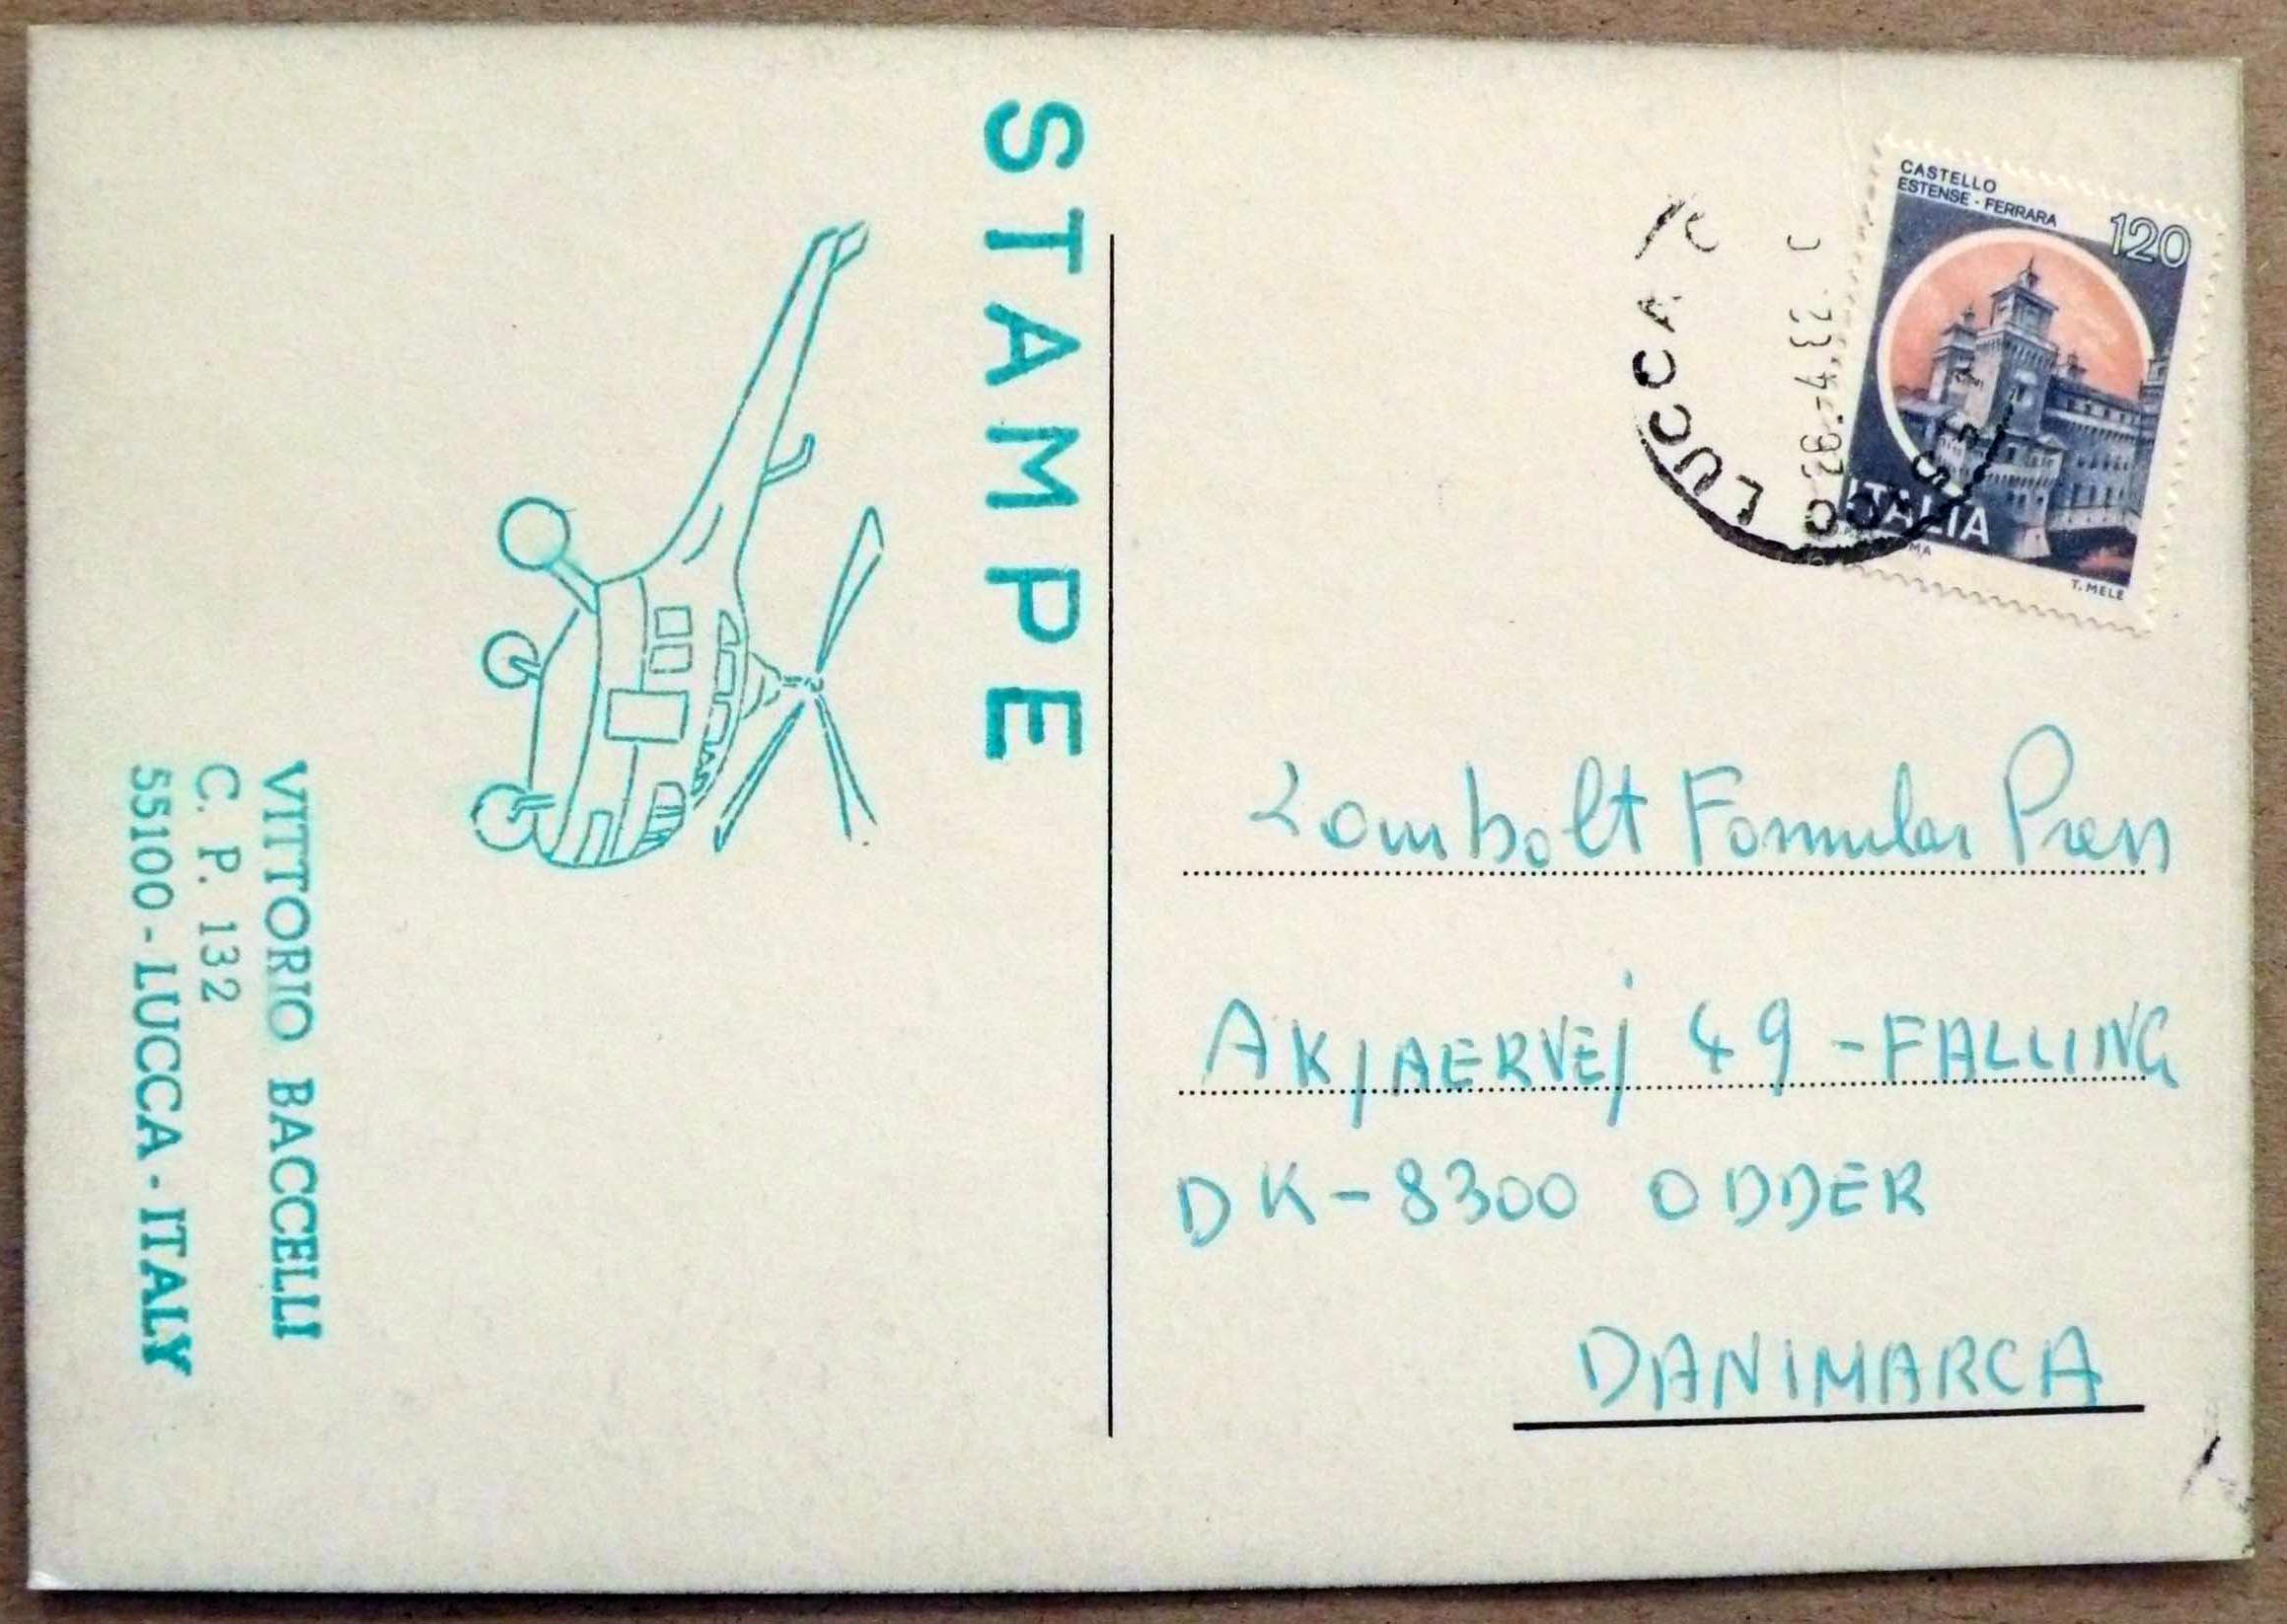 STAMPE
VITTORIO BACCELLI
C. P. 132
55100 - LUCCA - ITALY
CASTELLO
ESTENSE - FERRARA
120
ITALIA
T. MELE
LUCCA
Lombolt Formular Press
AKJAERVEJ 49 - FALLING
DK-8300 ODDER
DANIMARCA